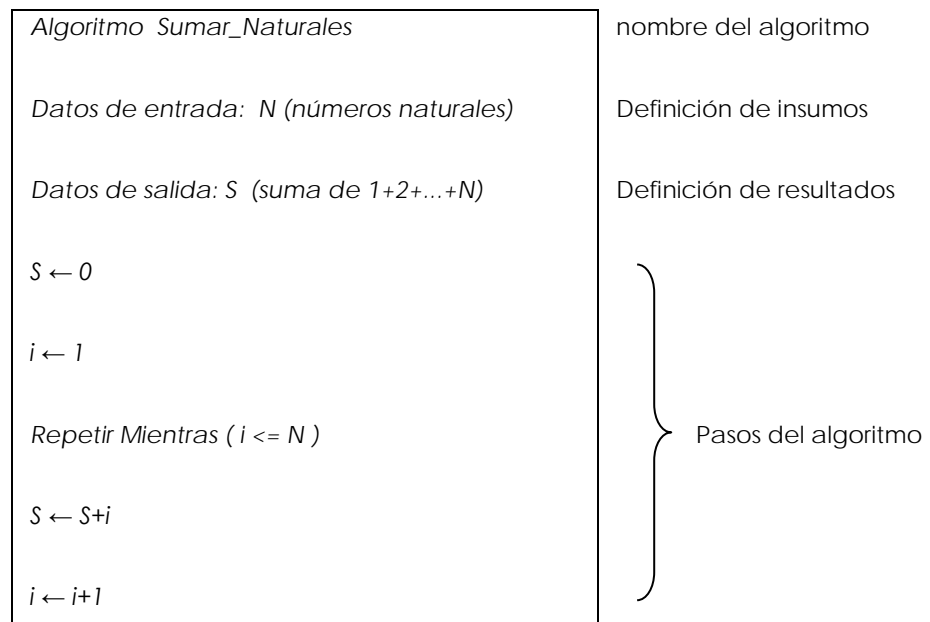 Algoritmo Sumar_Naturales nombre del algoritmo
Datos de entrada: N (números naturales) Definición de insumos
Datos de salida: S (suma de 1+2+...+N) Definición de resultados
S ← 0
i ← 1
Repetir Mientras ( i <= N ) Pasos del algoritmo
S ← S+i
i ← i+1